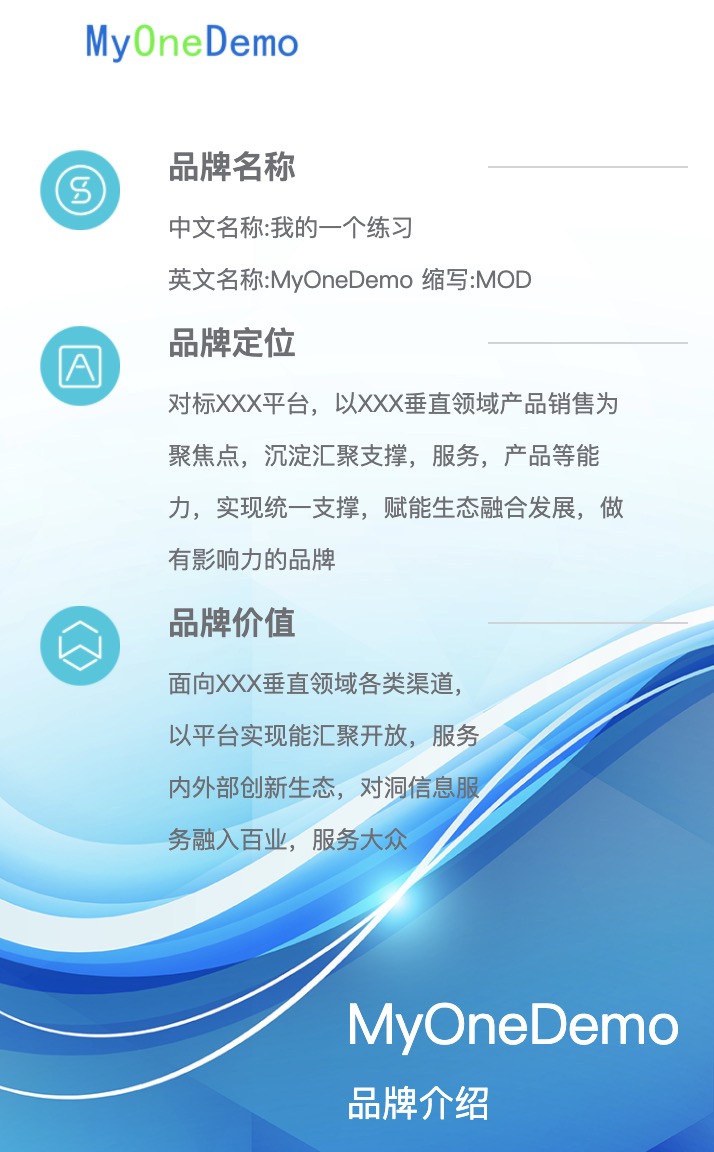 MyOneDemo
品牌名称
中文名称:我的一个练习
英文名称:MyOneDemo 缩写:MOD
品牌定位
对标XXX平台，以XXX垂直领域产品销售为
聚焦点，沉淀汇聚支撑，服务，产品等能
力，实现统一支撑，赋能生态融合发展，做
有影响力的品牌
品牌价值
面向XXX垂直领域各类渠道，
以平台实现能汇聚开放，服务
内外部创新生态，对洞信息服
务融入百业，服务大众
MyOneDemo
品牌介绍